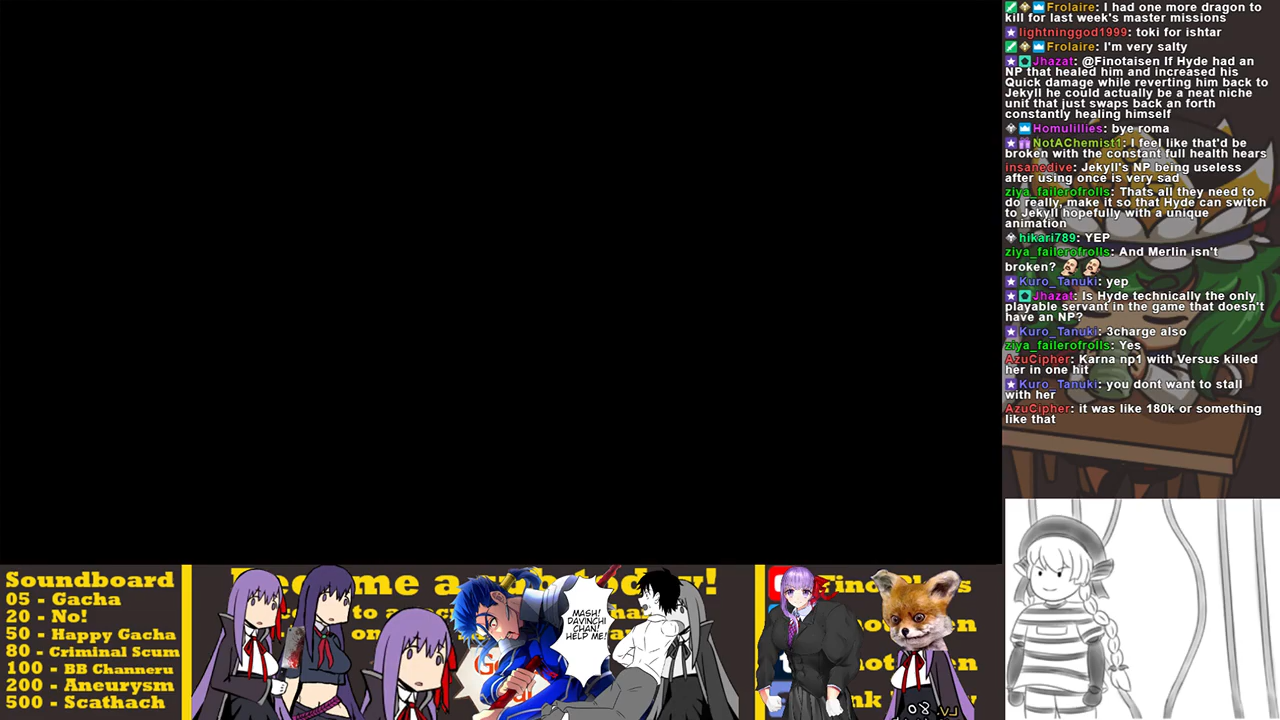 Frolaire: I had one more dragon to
kill for last week's master missions
lightninggod1999: toki for ishtar
Frolaire: I'm very salty
Jhazat: @Finotaisen If Hyde had an
NP that healed him and increased his
Quick damage while reverting him back to
Jekyll he could actually be a neat niche
unit that just swaps back an forth
constantly healing himself
Homulillies: bye roma
NotAChemist1: I feel like that'd be
broken with the constant full health hears
insanedive: Jekyll's NP being useless
after using once is very sad
ziya_failerofrolls: Thats all they need to
do really, make it so that Hyde can switch
to Jekyll hopefully with a unique
animation
hikari789: YEP
ziya_failerofrolls: And Merlin isn't
broken?
Kuro_Tanuki: yep
Jhazat: Is Hyde technically the only
playable servant in the game that doesn't
have an NP?
Kuro_Tanuki: 3charge also
ziya_failerofrolls: Yes
AzuCipher: Karna np1 with Versus killed
her in one hit
Kuro_Tanuki: you dont want to stall
with her
AzuCipher: it was like 180k or something
like that
Soundboard
05 - Gacha
20 - No!
50 - Happy Gacha
80 - Criminal Scum
100 - BB Channeru
200 - Aneurysm
500 - Scathach
today!
MASH!
DAVINCHI
CHAN!
HELP ME!